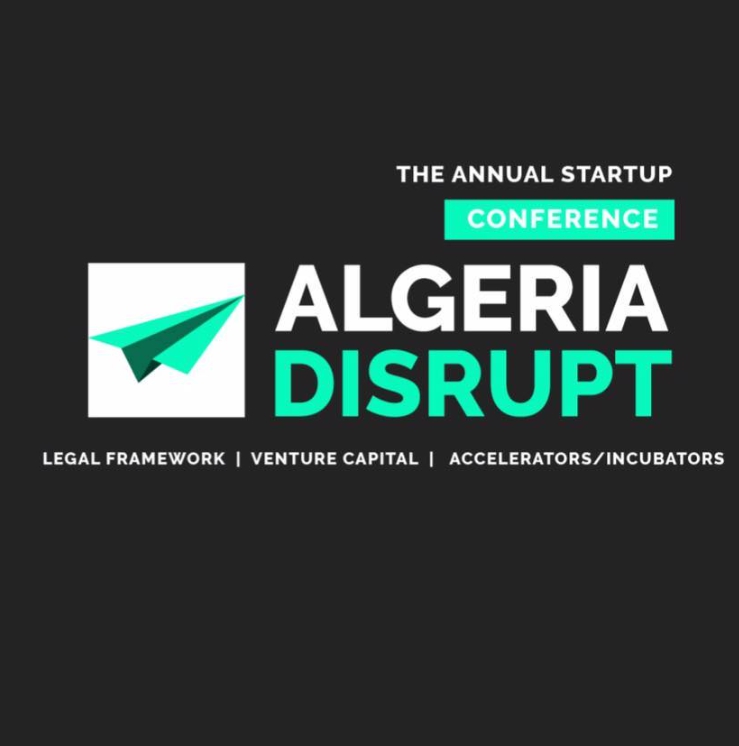 THE ANNUAL STARTUP
CONFERENCE
ALGERIA
DISRUPT
LEGAL FRAMEWORK | VENTURE CAPITAL | ACCELERATORS/INCUBATORS